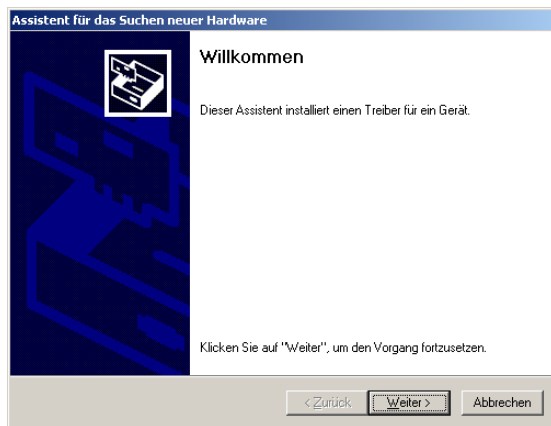 Assistent für das Suchen neuer Hardware
Willkommen
Dieser Assistent installiert einen Treiber für ein Gerät.
Klicken Sie auf "Weiter", um den Vorgang fortzusetzen.
< Zurück Weiter > Abbrechen